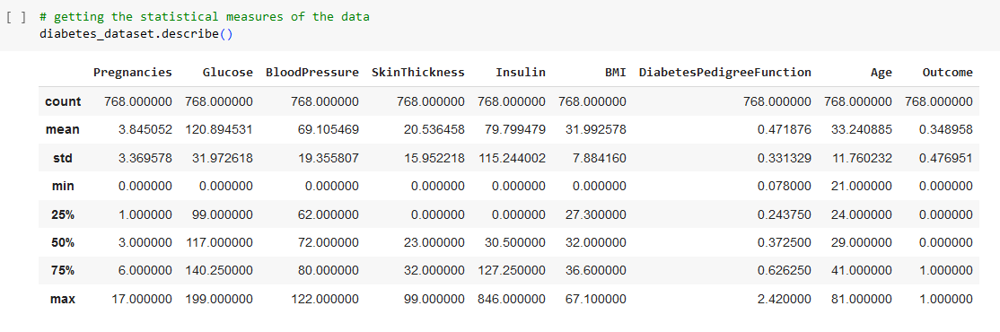 [ ] # getting the statistical measures of the data
diabetes_dataset.describe()
Pregnancies Glucose BloodPressure SkinThickness Insulin BMI DiabetesPedigreeFunction Age Outcome
count 768.000000 768.000000 768.000000 768.000000 768.000000 768.000000 768.000000 768.000000 768.000000
mean 3.845052 120.894531 69.105469 20.536458 79.799479 31.992578 0.471876 33.240885 0.348958
std 3.369578 31.972618 19.355807 15.952218 115.244002 7.884160 0.331329 11.760232 0.476951
min 0.000000 0.000000 0.000000 0.000000 0.000000 0.000000 0.078000 21.000000 0.000000
25% 1.000000 99.000000 62.000000 0.000000 0.000000 27.300000 0.243750 24.000000 0.000000
50% 3.000000 117.000000 72.000000 23.000000 30.500000 32.000000 0.372500 29.000000 0.000000
75% 6.000000 140.250000 80.000000 32.000000 127.250000 36.600000 0.626250 41.000000 1.000000
max 17.000000 199.000000 122.000000 99.000000 846.000000 67.100000 2.420000 81.000000 1.000000